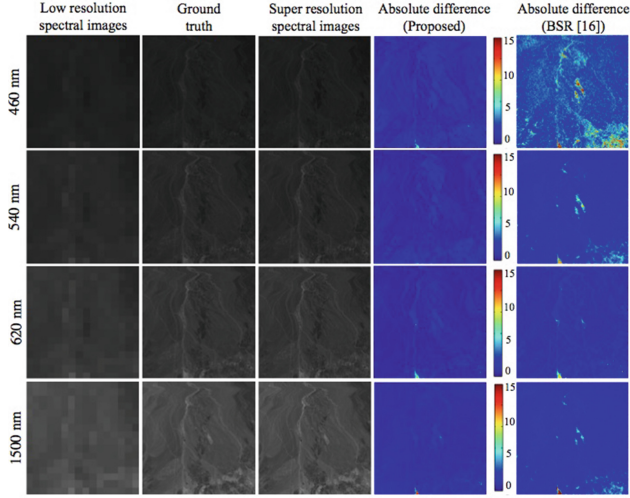 Low resolution
spectral images
Ground
truth
Super resolution
spectral images
Absolute difference
(Proposed)
Absolute difference
(BSR [16])
460 nm
15
10
5
0
540 nm
15
10
5
0
620 nm
15
10
5
0
1500 nm
15
10
5
0